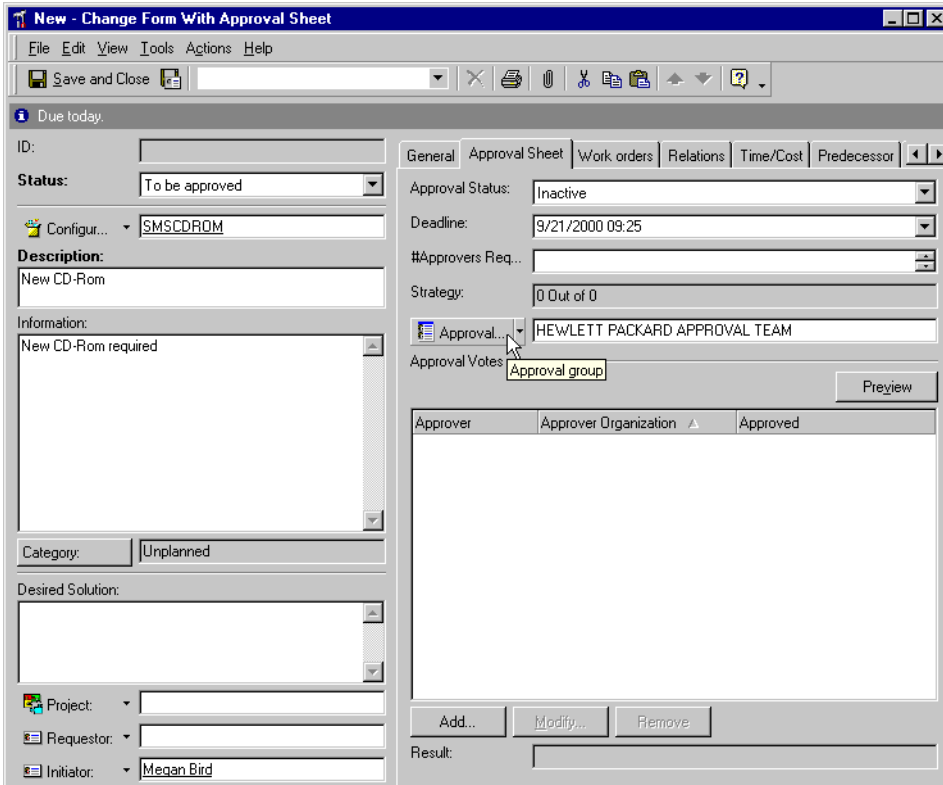 New - Change Form With Approval Sheet
File Edit View Tools Actions Help
Save and Close
Due today.
ID:
Status: To be approved
Configur... SMSCDROM
Description:
New CD-Rom
Information:
New CD-Rom required
Category: Unplanned
Desired Solution:
Project:
Requestor:
Initiator: Megan Bird
General Approval Sheet Work orders Relations Time/Cost Predecessor
Approval Status: Inactive
Deadline: 9/21/2000 09:25
#Approvers Req...
Strategy: 0 Out of 0
Approval... HEWLETT PACKARD APPROVAL TEAM
Approval Votes
Approval group
Preview
Approver Approver Organization Approved
Add... Modify... Remove
Result: